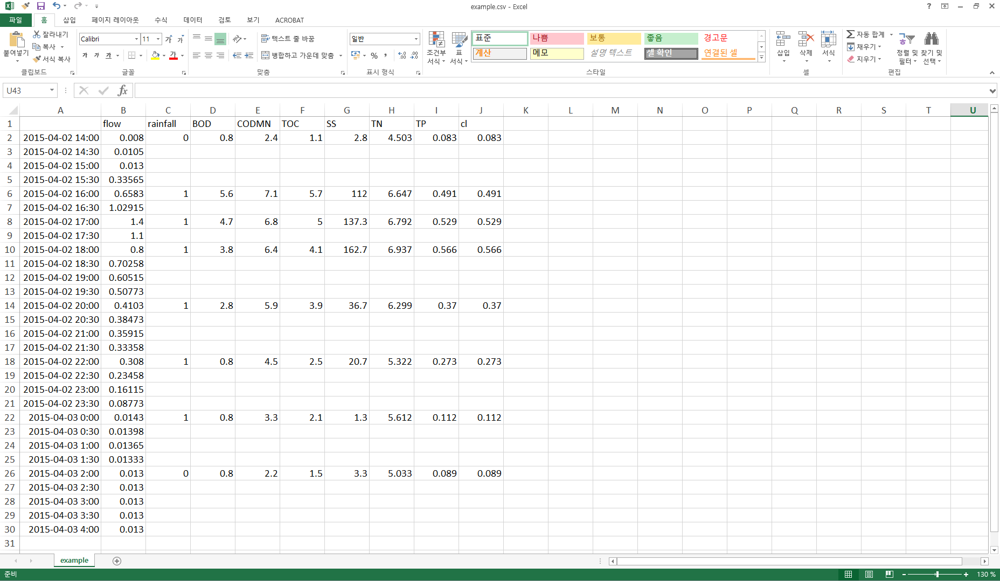 example.csv - Excel
?
파일 홈 삽입 페이지 레이아웃 수식 데이터 검토 보기 ACROBAT
붙여넣기 잘라내기 복사 서식 복사
클립보드
Calibri 11 가 가
가 가 가 가
글꼴
텍스트 줄 바꿈
병합하고 가운데 맞춤
맞춤
일반
% , .00
표시 형식
조건부 서식 표 서식
표준 나쁨 보통 좋음 경고문
계산 메모 설명 텍스트 셀 확인 연결된 셀
스타일
삽입 삭제 서식
셀
자동 합계
채우기
지우기
정렬 및 필터 찾기 및 선택
편집
U43 fx
A B C D E F G H I J K L M N O P Q R S T U
1 flow rainfall BOD CODMN TOC SS TN TP cl
2 2015-04-02 14:00 0.008 0 0.8 2.4 1.1 2.8 4.503 0.083 0.083
3 2015-04-02 14:30 0.0105
4 2015-04-02 15:00 0.013
5 2015-04-02 15:30 0.33565
6 2015-04-02 16:00 0.6583 1 5.6 7.1 5.7 112 6.647 0.491 0.491
7 2015-04-02 16:30 1.02915
8 2015-04-02 17:00 1.4 1 4.7 6.8 5 137.3 6.792 0.529 0.529
9 2015-04-02 17:30 1.1
10 2015-04-02 18:00 0.8 1 3.8 6.4 4.1 162.7 6.937 0.566 0.566
11 2015-04-02 18:30 0.70258
12 2015-04-02 19:00 0.60515
13 2015-04-02 19:30 0.50773
14 2015-04-02 20:00 0.4103 1 2.8 5.9 3.9 36.7 6.299 0.37 0.37
15 2015-04-02 20:30 0.38473
16 2015-04-02 21:00 0.35915
17 2015-04-02 21:30 0.33358
18 2015-04-02 22:00 0.308 1 0.8 4.5 2.5 20.7 5.322 0.273 0.273
19 2015-04-02 22:30 0.23458
20 2015-04-02 23:00 0.16115
21 2015-04-02 23:30 0.08773
22 2015-04-03 0:00 0.0143 1 0.8 3.3 2.1 1.3 5.612 0.112 0.112
23 2015-04-03 0:30 0.01398
24 2015-04-03 1:00 0.01365
25 2015-04-03 1:30 0.01333
26 2015-04-03 2:00 0.013 0 0.8 2.2 1.5 3.3 5.033 0.089 0.089
27 2015-04-03 2:30 0.013
28 2015-04-03 3:00 0.013
29 2015-04-03 3:30 0.013
30 2015-04-03 4:00 0.013
31
example
준비 130 %